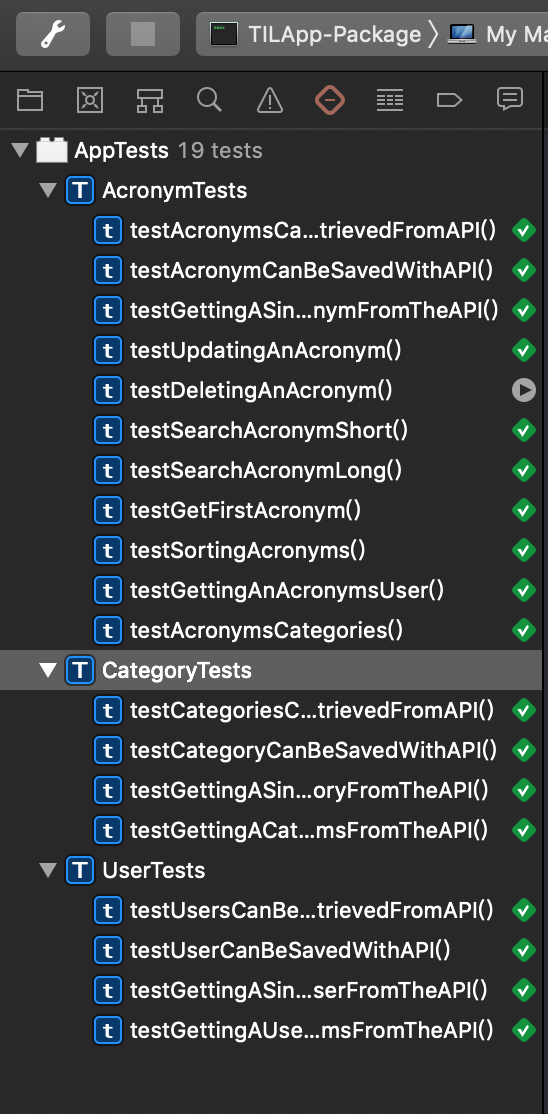 TILApp-Package 〉 My Ma
AppTests 19 tests
T AcronymTests
t testAcronymsCa...trievedFromAPI()
t testAcronymCanBeSavedWithAPI()
t testGettingASin...nymFromTheAPI()
t testUpdatingAnAcronym()
t testDeletingAnAcronym()
t testSearchAcronymShort()
t testSearchAcronymLong()
t testGetFirstAcronym()
t testSortingAcronyms()
t testGettingAnAcronymsUser()
t testAcronymsCategories()
T CategoryTests
t testCategoriesC...trievedFromAPI()
t testCategoryCanBeSavedWithAPI()
t testGettingASin...oryFromTheAPI()
t testGettingACat...msFromTheAPI()
T UserTests
t testUsersCanBe...trievedFromAPI()
t testUserCanBeSavedWithAPI()
t testGettingASin...serFromTheAPI()
t testGettingAUse...msFromTheAPI()